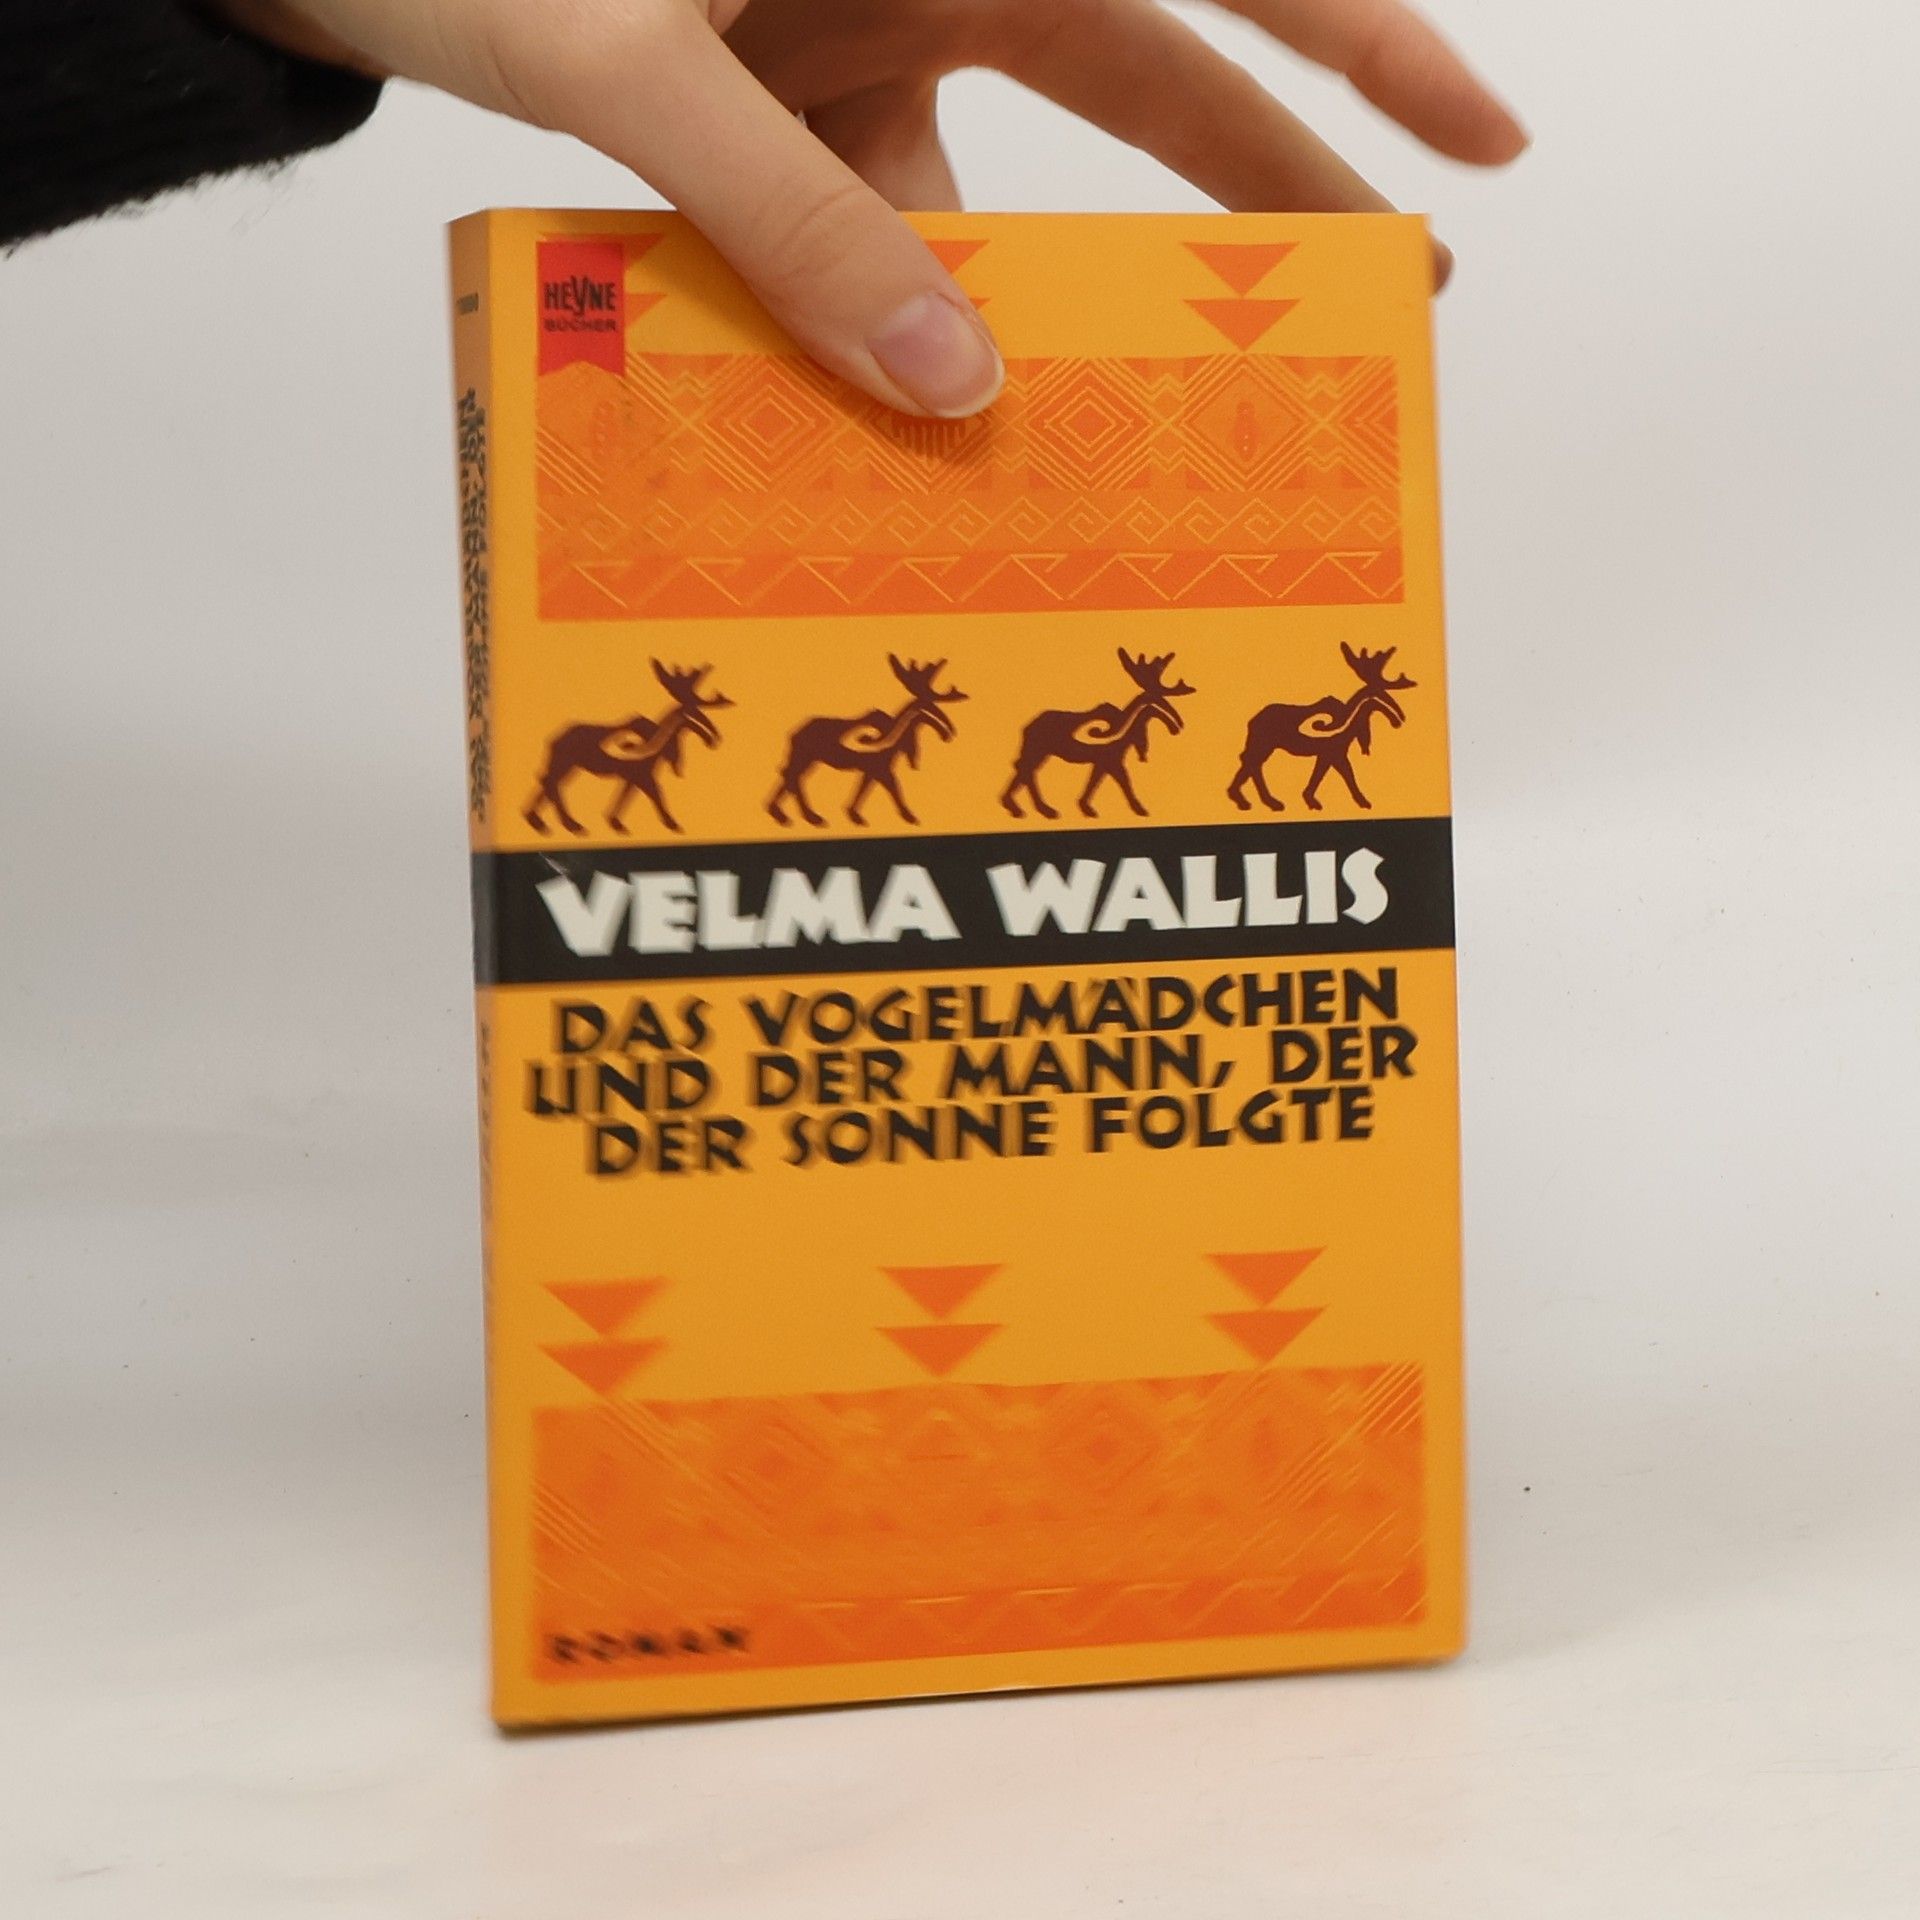 HEYNE
BÜCHER
VELMA WALLIS
DAS VOGELMÄDCHEN
UND DER MANN, DER
DER SONNE FOLGTE
ROMAN